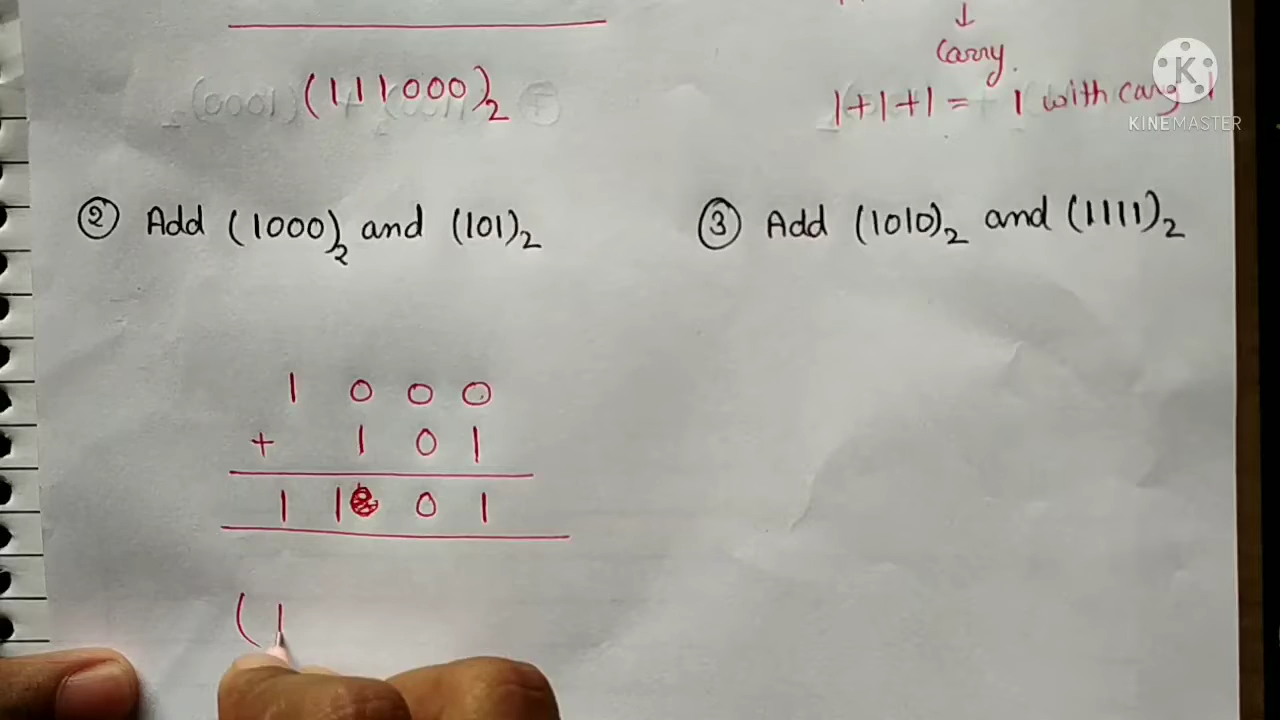 Carry
(111000)2
1+1+1 = 1 with carry 1
KINEMASTER
② Add (1000)2 and (101)2
③ Add (1010)2 and (1111)2
1 0 0 0
+ 1 0 1
1 1 0 1
(1